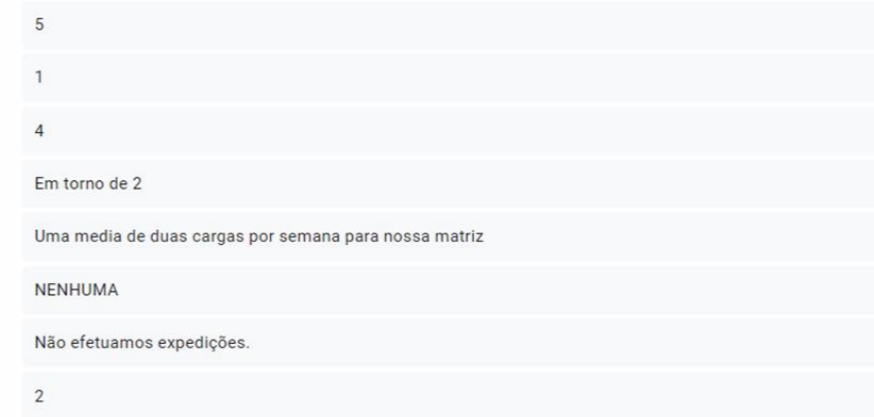 5
1
4
Em torno de 2
Uma media de duas cargas por semana para nossa matriz
NENHUMA
Não efetuamos expedições.
2